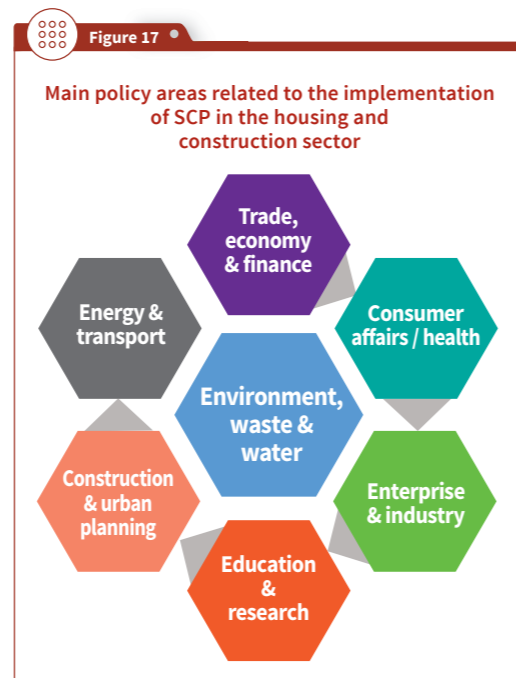 Figure 17
Main policy areas related to the implementation
of SCP in the housing and
construction sector
Trade,
economy
& finance
Consumer
affairs / health
Enterprise
& industry
Education
&
research
Construction
& urban
planning
Energy &
transport
Environment,
waste &
water